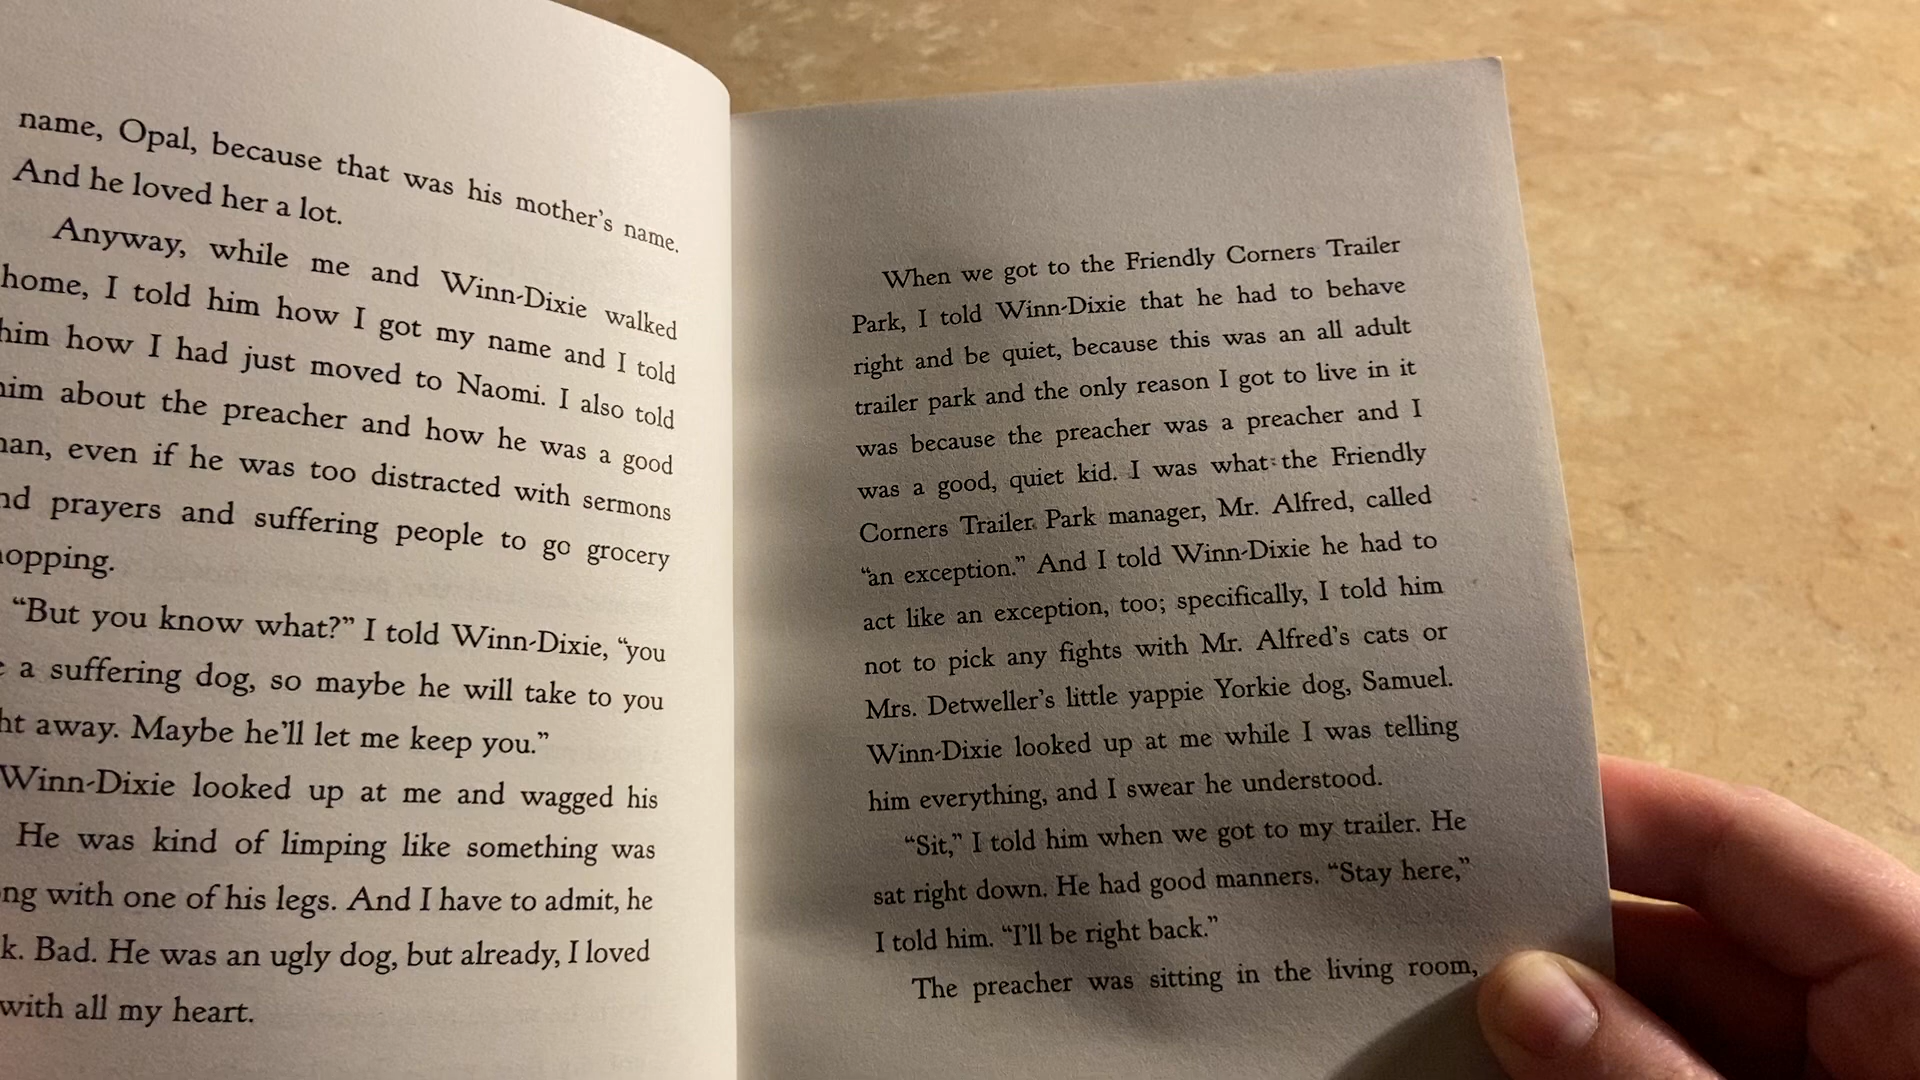 name, Opal, because that was his mother's name.
And he loved her a lot.
Anyway, while me and Winn-Dixie walked
home, I told him how I got my name and I told
him how I had just moved to Naomi. I also told
him about the preacher and how he was a good
man, even if he was too distracted with sermons
and prayers and suffering people to go grocery
hopping.
“But you know what?” I told Winn-Dixie, “you
a suffering dog, so maybe he will take to you
ht away. Maybe he'll let me keep you.”
Winn-Dixie looked up at me and wagged his
He was kind of limping like something was
ng with one of his legs. And I have to admit, he
k. Bad. He was an ugly dog, but already, I loved
with all my heart.
When we got to the Friendly Corners Trailer
Park, I told Winn-Dixie that he had to behave
right and be quiet, because this was an all adult
trailer park and the only reason I got to live in it
was because the preacher was a preacher and I
was a good, quiet kid. I was what the Friendly
Corners Trailer Park manager, Mr. Alfred, called
“an exception.” And I told Winn-Dixie he had to
act like an exception, too; specifically, I told him
not to pick any fights with Mr. Alfred's cats or
Mrs. Detweller's little yappie Yorkie dog, Samuel.
Winn-Dixie looked up at me while I was telling
him everything, and I swear he understood.
“Sit,” I told him when we got to my trailer. He
sat right down. He had good manners. “Stay here,”
I told him. “I'll be right back.”
The preacher was sitting in the living room,